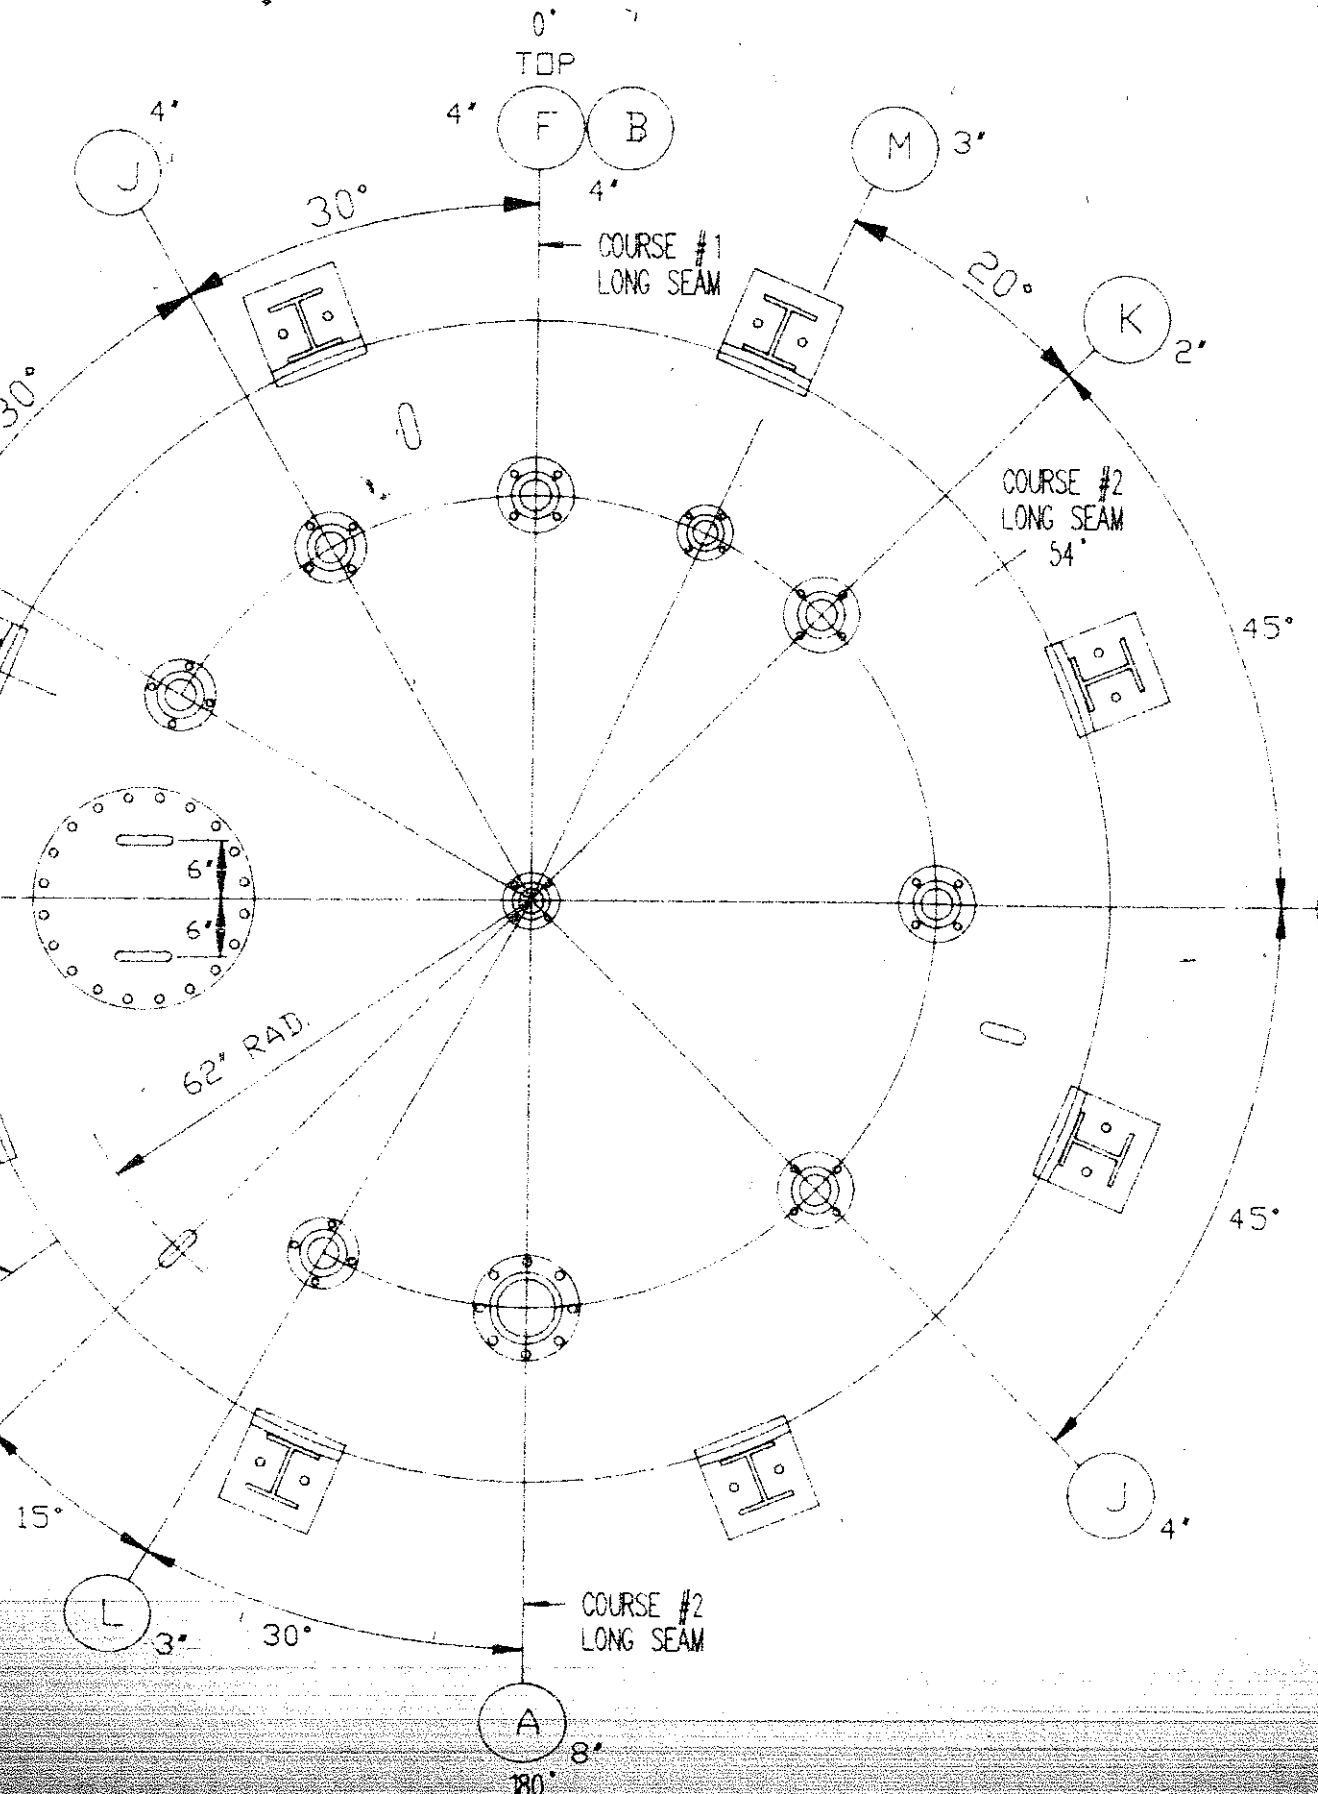 0°
TOP
4"
4"
F
B
M
3"
J
4"
30°
COURSE #1
LONG SEAM
20°
K
2"
30°
COURSE #2
LONG SEAM
54°
45°
6"
6"
62" RAD.
45°
15°
J
4"
L
3"
30°
COURSE #2
LONG SEAM
A
8"
180°